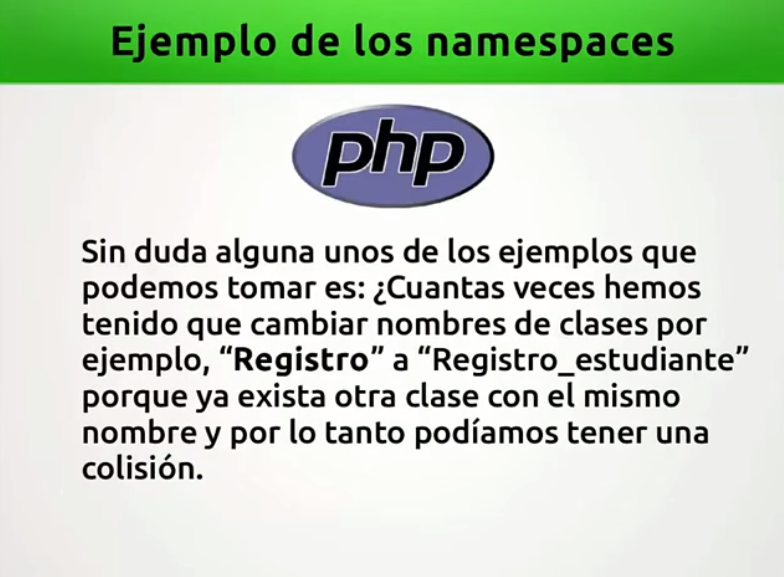 Ejemplo de los namespaces
php
Sin duda alguna unos de los ejemplos que
podemos tomar es: ¿Cuantas veces hemos
tenido que cambiar nombres de clases por
ejemplo, “Registro” a “Registro_estudiante”
porque ya exista otra clase con el mismo
nombre y por lo tanto podíamos tener una
colisión.